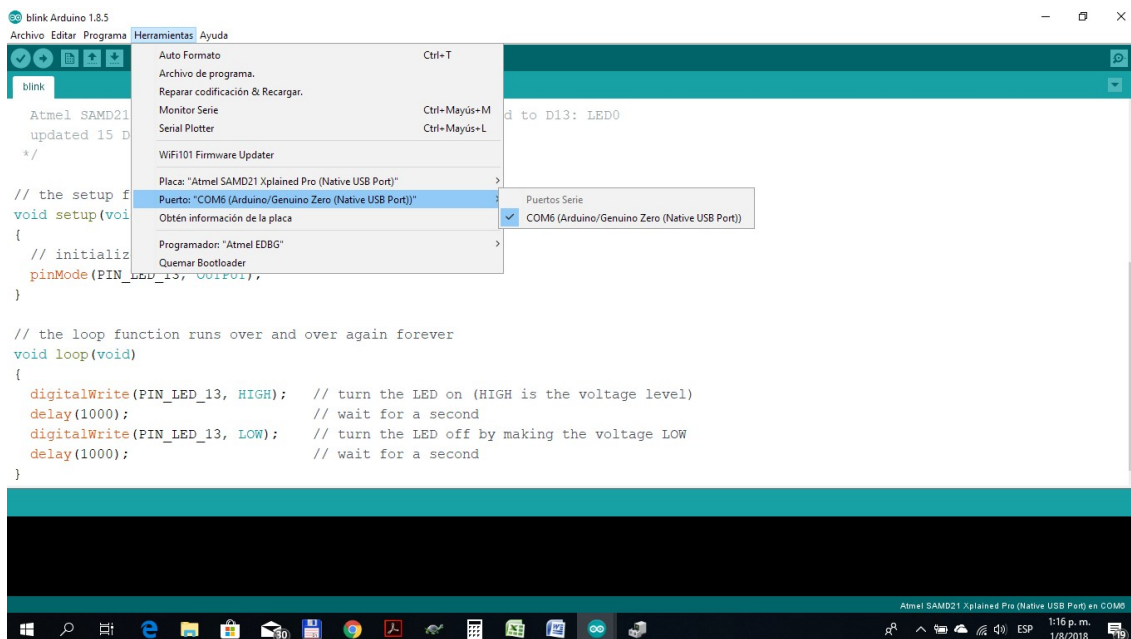 blink Arduino 1.8.5
Archivo Editar Programa Herramientas Ayuda
blink
Auto Formato Ctrl+T
Archivo de programa.
Reparar codificación & Recargar.
Monitor Serie Ctrl+Mayús+M
Serial Plotter Ctrl+Mayús+L
WiFi101 Firmware Updater
Placa: "Atmel SAMD21 Xplained Pro (Native USB Port)"
Puerto: "COM6 (Arduino/Genuino Zero (Native USB Port))"
Obtén información de la placa
Programador: "Atmel EDBG"
Quemar Bootloader
Puertos Serie
COM6 (Arduino/Genuino Zero (Native USB Port))
Atmel SAMD21 d to D13: LED0
updated 15 D
*/
// the setup f
void setup(voi
{
// initializ
pinMode(PIN_LED_13, OUTPUT);
}
// the loop function runs over and over again forever
void loop(void)
{
digitalWrite(PIN_LED_13, HIGH); // turn the LED on (HIGH is the voltage level)
delay(1000); // wait for a second
digitalWrite(PIN_LED_13, LOW); // turn the LED off by making the voltage LOW
delay(1000); // wait for a second
}
Atmel SAMD21 Xplained Pro (Native USB Port) en COM6
30
ESP
1:16 p. m.
1/8/2018
19